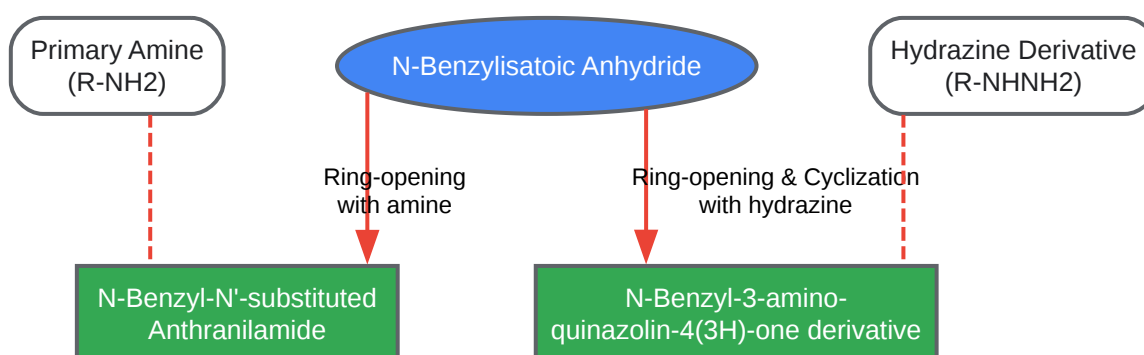 Primary Amine
(R-NH2)
N-Benzylisatoic Anhydride
Hydrazine Derivative
(R-NHNH2)
Ring-opening
with amine
Ring-opening & Cyclization
with hydrazine
N-Benzyl-N'-substituted
Anthranilamide
N-Benzyl-3-amino-
quinazolin-4(3H)-one derivative